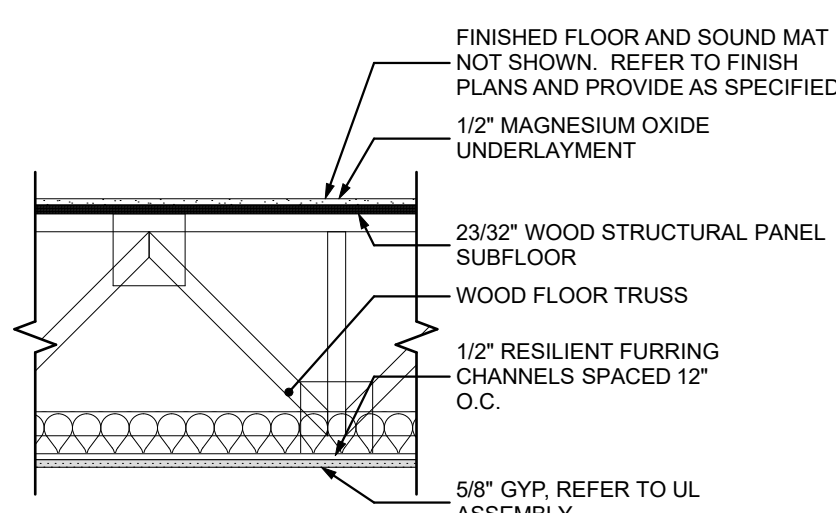 FINISHED FLOOR AND SOUND MAT
NOT SHOWN.  REFER TO FINISH
PLANS AND PROVIDE AS SPECIFIED
1/2" MAGNESIUM OXIDE
UNDERLAYMENT
23/32" WOOD STRUCTURAL PANEL
SUBFLOOR
WOOD FLOOR TRUSS
1/2" RESILIENT FURRING
CHANNELS SPACED 12"
O.C.
5/8" GYP, REFER TO UL
ASSEMBLY